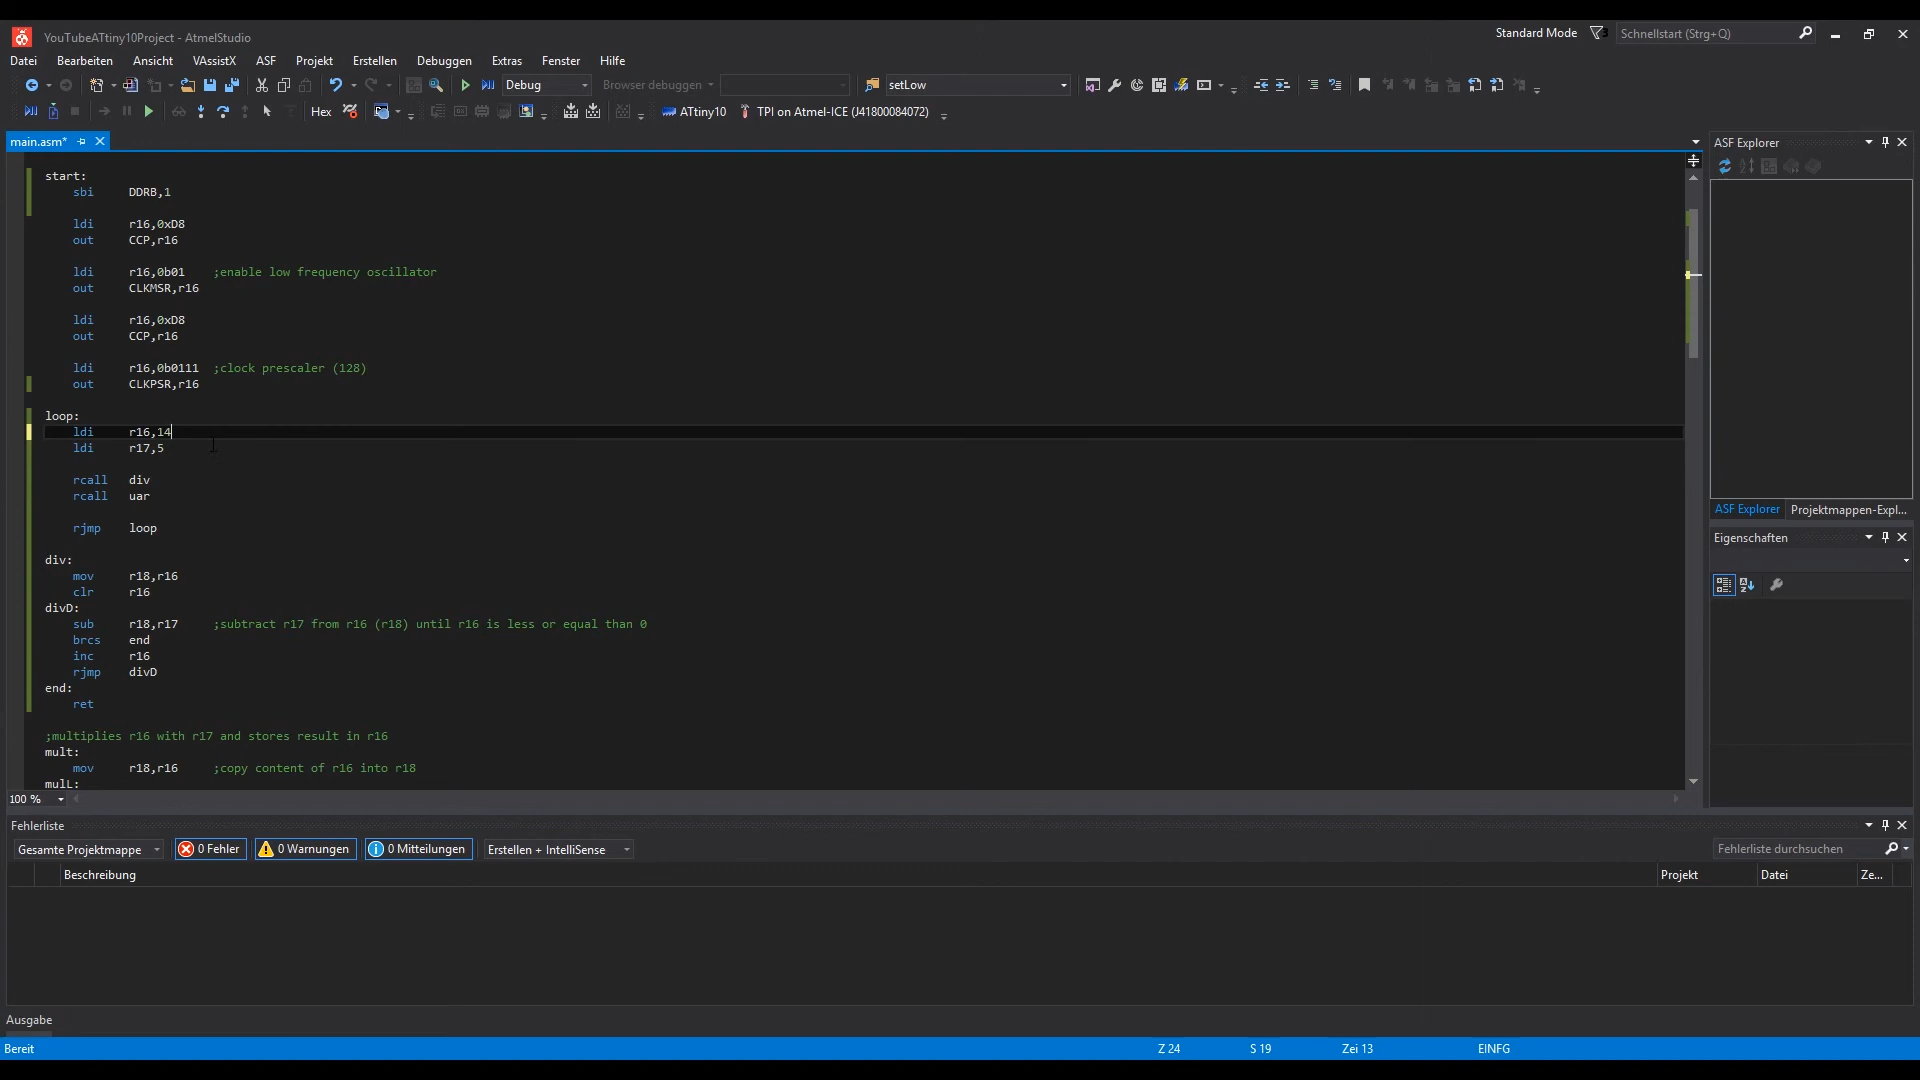 YouTubeATtiny10Project - AtmelStudio
Standard Mode
Schnellstart (Strg+Q)
Datei Bearbeiten Ansicht VAssistX ASF Projekt Erstellen Debuggen Extras Fenster Hilfe
Debug Browser debuggen setLow
Hex ATtiny10 TPI on Atmel-ICE (J41800084072)
main.asm*
start:
sbi DDRB,1
ldi r16,0xD8
out CCP,r16
ldi r16,0b01 ;enable low frequency oscillator
out CLKMSR,r16
ldi r16,0xD8
out CCP,r16
ldi r16,0b0111 ;clock prescaler (128)
out CLKPSR,r16
loop:
ldi r16,14
ldi r17,5
rcall div
rcall uar
rjmp loop
div:
mov r18,r16
clr r16
divD:
sub r18,r17 ;subtract r17 from r16 (r18) until r16 is less or equal than 0
brcs end
inc r16
rjmp divD
end:
ret
;multiplies r16 with r17 and stores result in r16
mult:
mov r18,r16 ;copy content of r16 into r18
mulL:
100 %
ASF Explorer
ASF Explorer Projektmappen-Expl...
Eigenschaften
Fehlerliste
Gesamte Projektmappe 0 Fehler 0 Warnungen 0 Mitteilungen Erstellen + IntelliSense Fehlerliste durchsuchen
Beschreibung Projekt Datei Ze...
Ausgabe
Bereit Z 24 S 19 Zei 13 EINFG